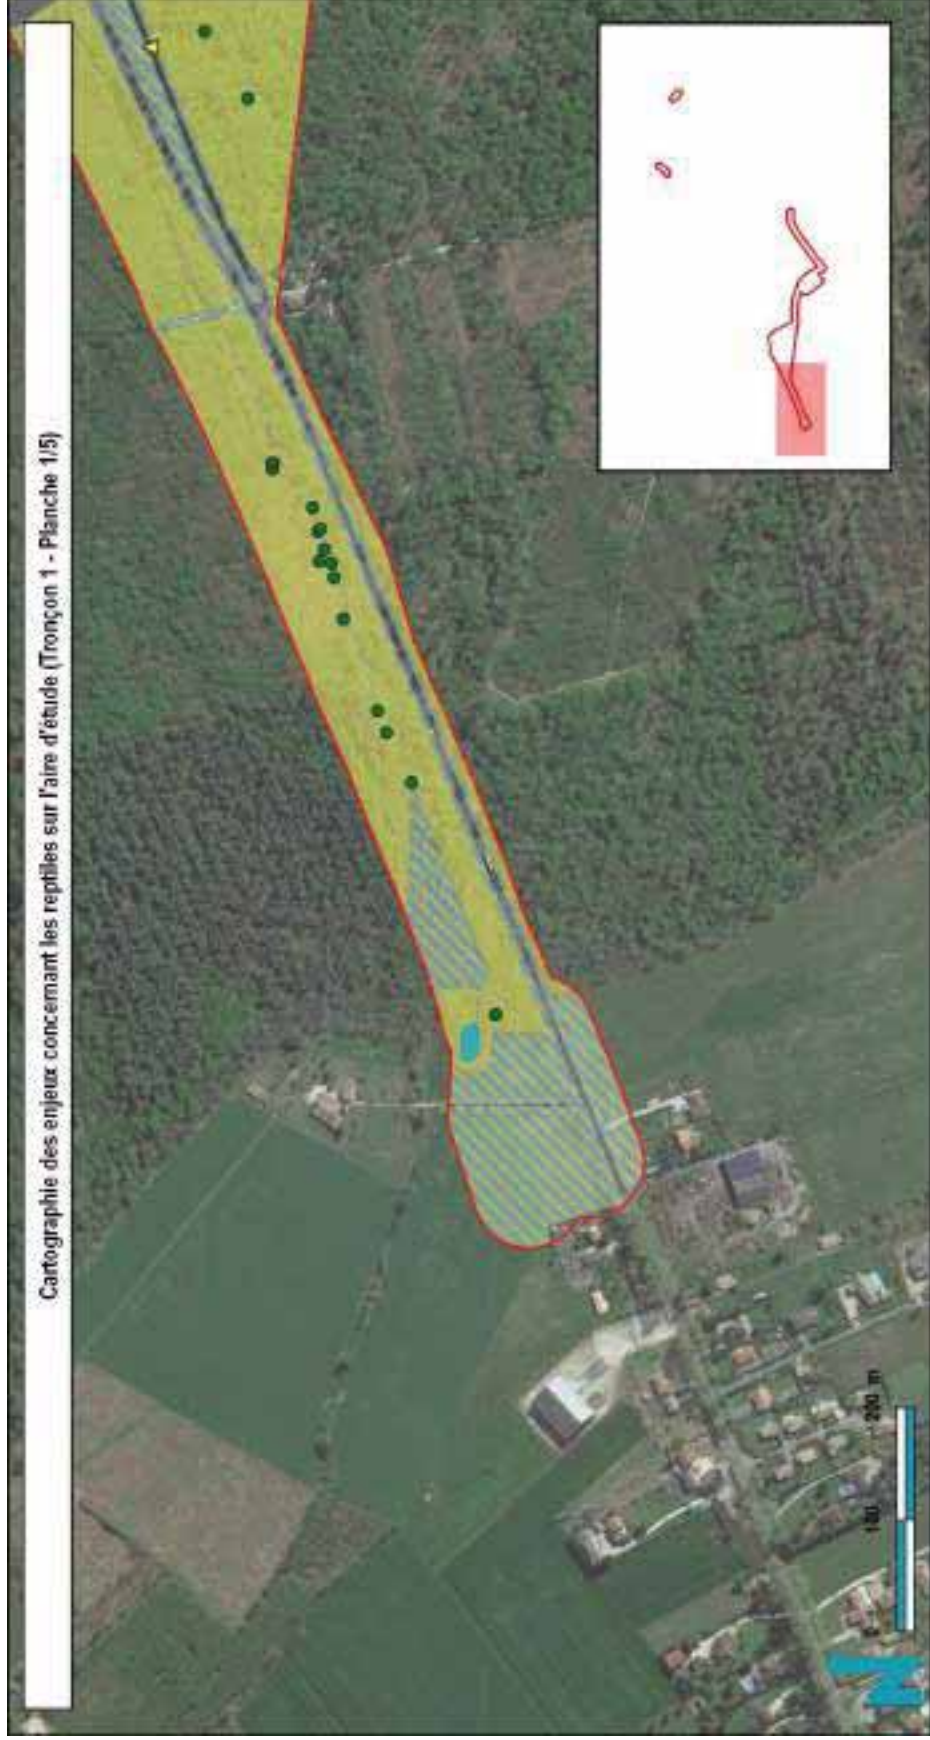 Cartographie des enjeux concernant les reptiles sur l'aire d'étude (Tronçon 1 - Planche 1/5)
0 100 200 m
N